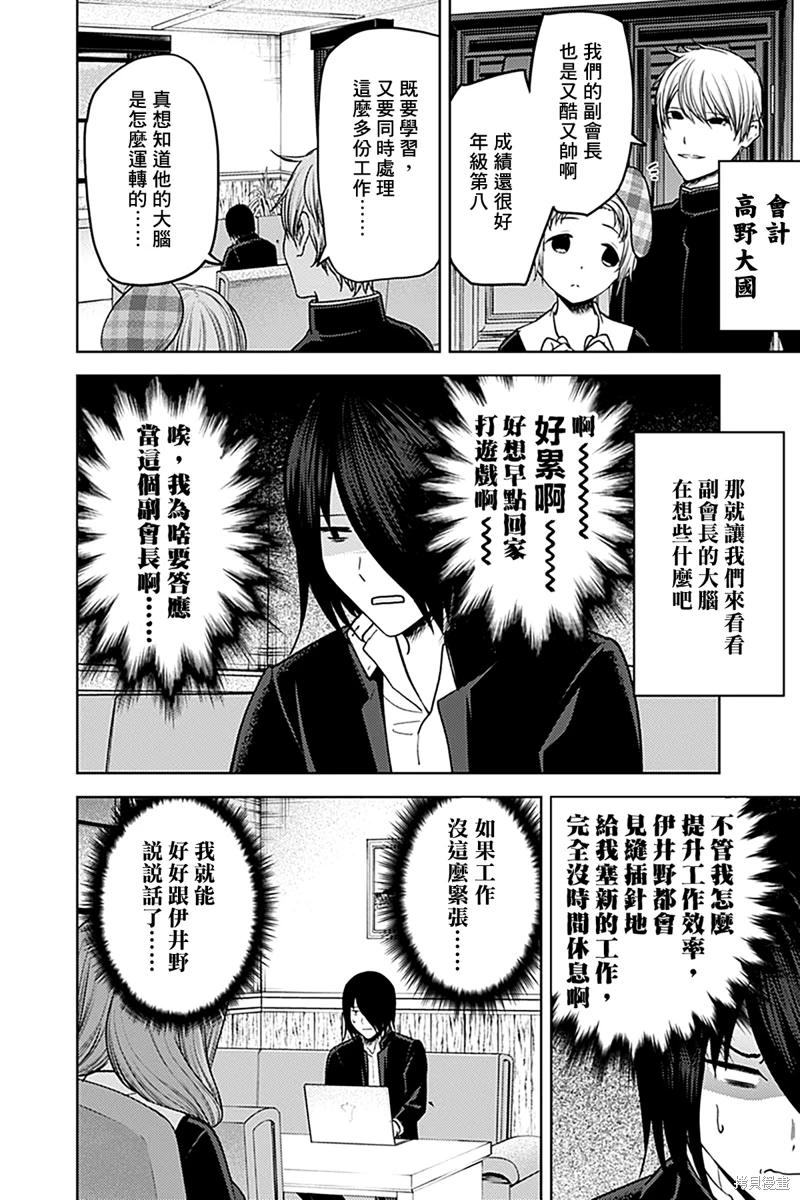 我們的副會長
也是又酷又帥啊
成績還很好
年級第八
會計
高野大國
既要學習，
又要同時處理
這麼多份工作……
真想知道他的大腦
是怎麼運轉的……
那就讓我們來看看
副會長的大腦
在想些什麼吧
啊～～～～～
好累啊～～～
好想早點回家
打遊戲啊～～
唉，我為啥要答應
當這個副會長啊……
不管我怎麼
提升工作效率，
伊井野都會
見縫插針地
給我塞新的工作，
完全沒時間休息啊
如果工作
沒這麼緊張……
我就能
好好跟伊井野
說說話了……
拷貝漫畫